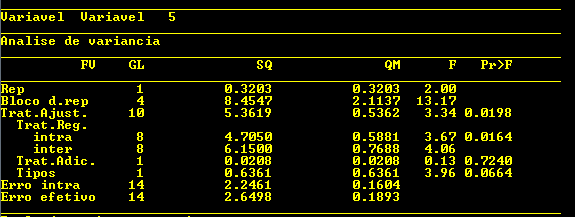 Variavel Variavel 5
Analise de variancia
FV GL SQ QM F Pr>F
Rep 1 0.3203 0.3203 2.00
Bloco d.rep 4 8.4547 2.1137 13.17
Trat.Ajust. 10 5.3619 0.5362 3.34 0.0198
Trat.Reg.
intra 8 4.7050 0.5881 3.67 0.0164
inter 8 6.1500 0.7688 4.06
Trat.Adic. 1 0.0208 0.0208 0.13 0.7240
Tipos 1 0.6361 0.6361 3.96 0.0664
Erro intra 14 2.2461 0.1604
Erro efetivo 14 2.6498 0.1893